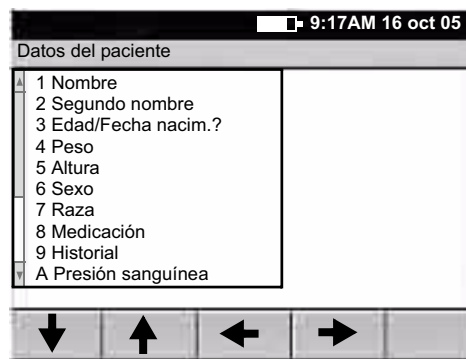 9:17AM 16 oct 05
Datos del paciente
1 Nombre
2 Segundo nombre
3 Edad/Fecha nacim.?
4 Peso
5 Altura
6 Sexo
7 Raza
8 Medicación
9 Historial
A Presión sanguínea